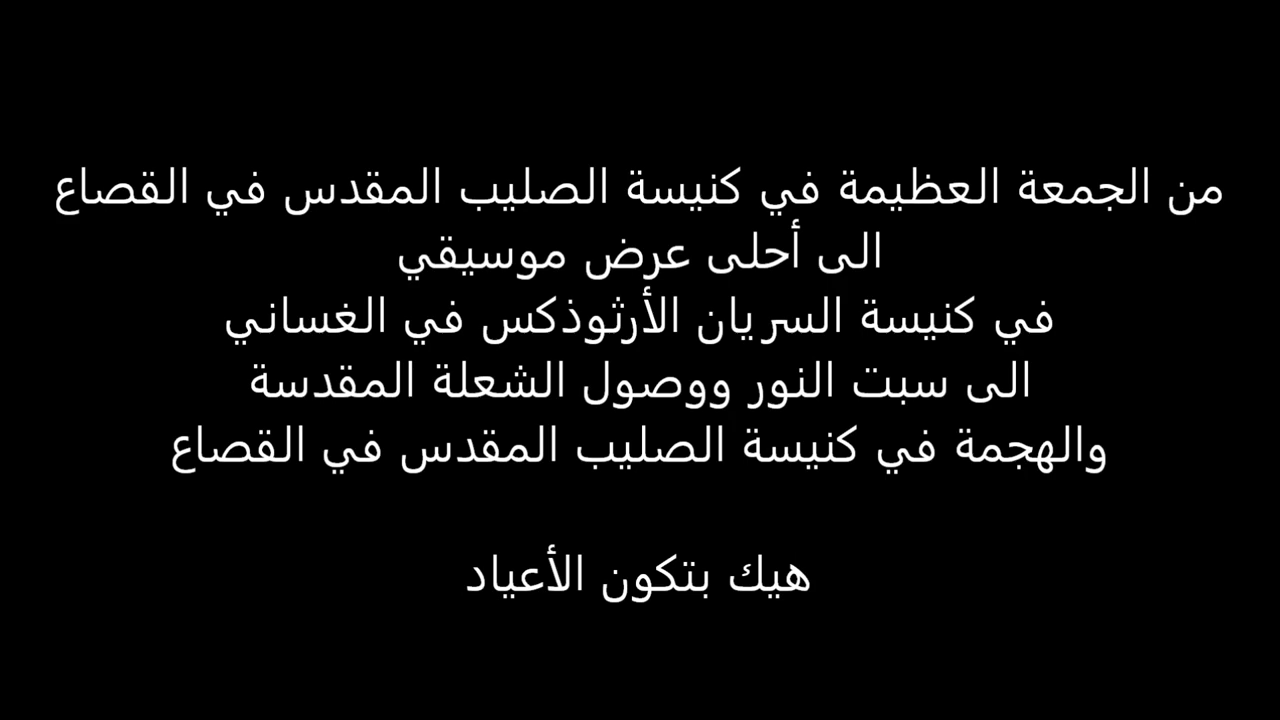 من الجمعة العظيمة في كنيسة الصليب المقدس في القصاع
الى أحلى عرض موسيقي
في كنيسة السريان الأرثوذكس في الغساني
الى سبت النور ووصول الشعلة المقدسة
والهجمة في كنيسة الصليب المقدس في القصاع
هيك بتكون الأعياد